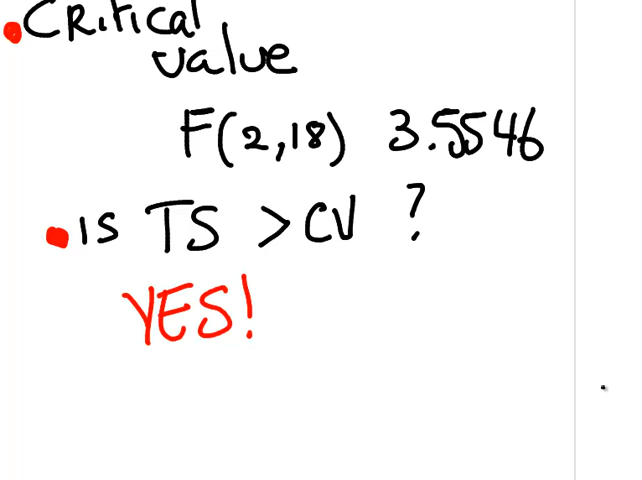 Critical
value
F(2,18) 3.5546
is TS > CV ?
YES!